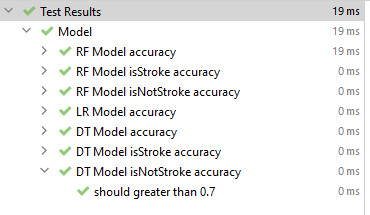 Test Results 19 ms
Model 19 ms
RF Model accuracy 19 ms
RF Model isStroke accuracy 0 ms
RF Model isNotStroke accuracy 0 ms
LR Model accuracy 0 ms
DT Model accuracy 0 ms
DT Model isStroke accuracy 0 ms
DT Model isNotStroke accuracy 0 ms
should greater than 0.7 0 ms